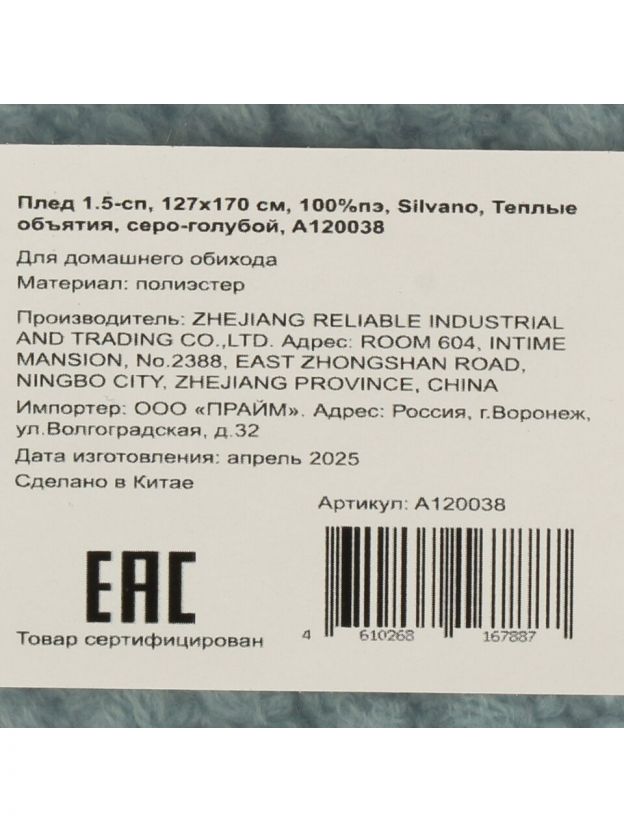 Плед 1.5-сп, 127х170 см, 100%пэ, Silvano, Теплые
объятия, серо-голубой, А120038
Для домашнего обихода
Материал: полиэстер
Производитель: ZHEJIANG RELIABLE INDUSTRIAL
AND TRADING CO.,LTD. Адрес: ROOM 604, INTIME
MANSION, No.2388, EAST ZHONGSHAN ROAD,
NINGBO CITY, ZHEJIANG PROVINCE, CHINA
Импортер: ООО «ПРАЙМ». Адрес: Россия, г.Воронеж,
ул.Волгоградская, д.32
Дата изготовления: апрель 2025
Сделано в Китае
Артикул: А120038
EAC
Товар сертифицирован
4 610268 167887